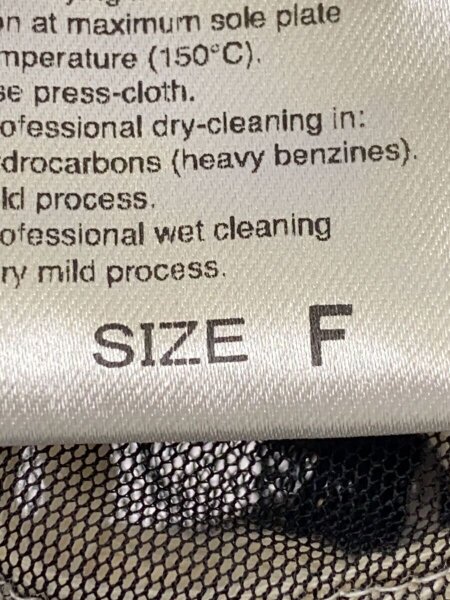 on at maximum sole plate
mperature (150°C).
se press-cloth.
ofessional dry-cleaning in:
drocarbons (heavy benzines).
ld process.
ofessional wet cleaning
ry mild process.
SIZE F